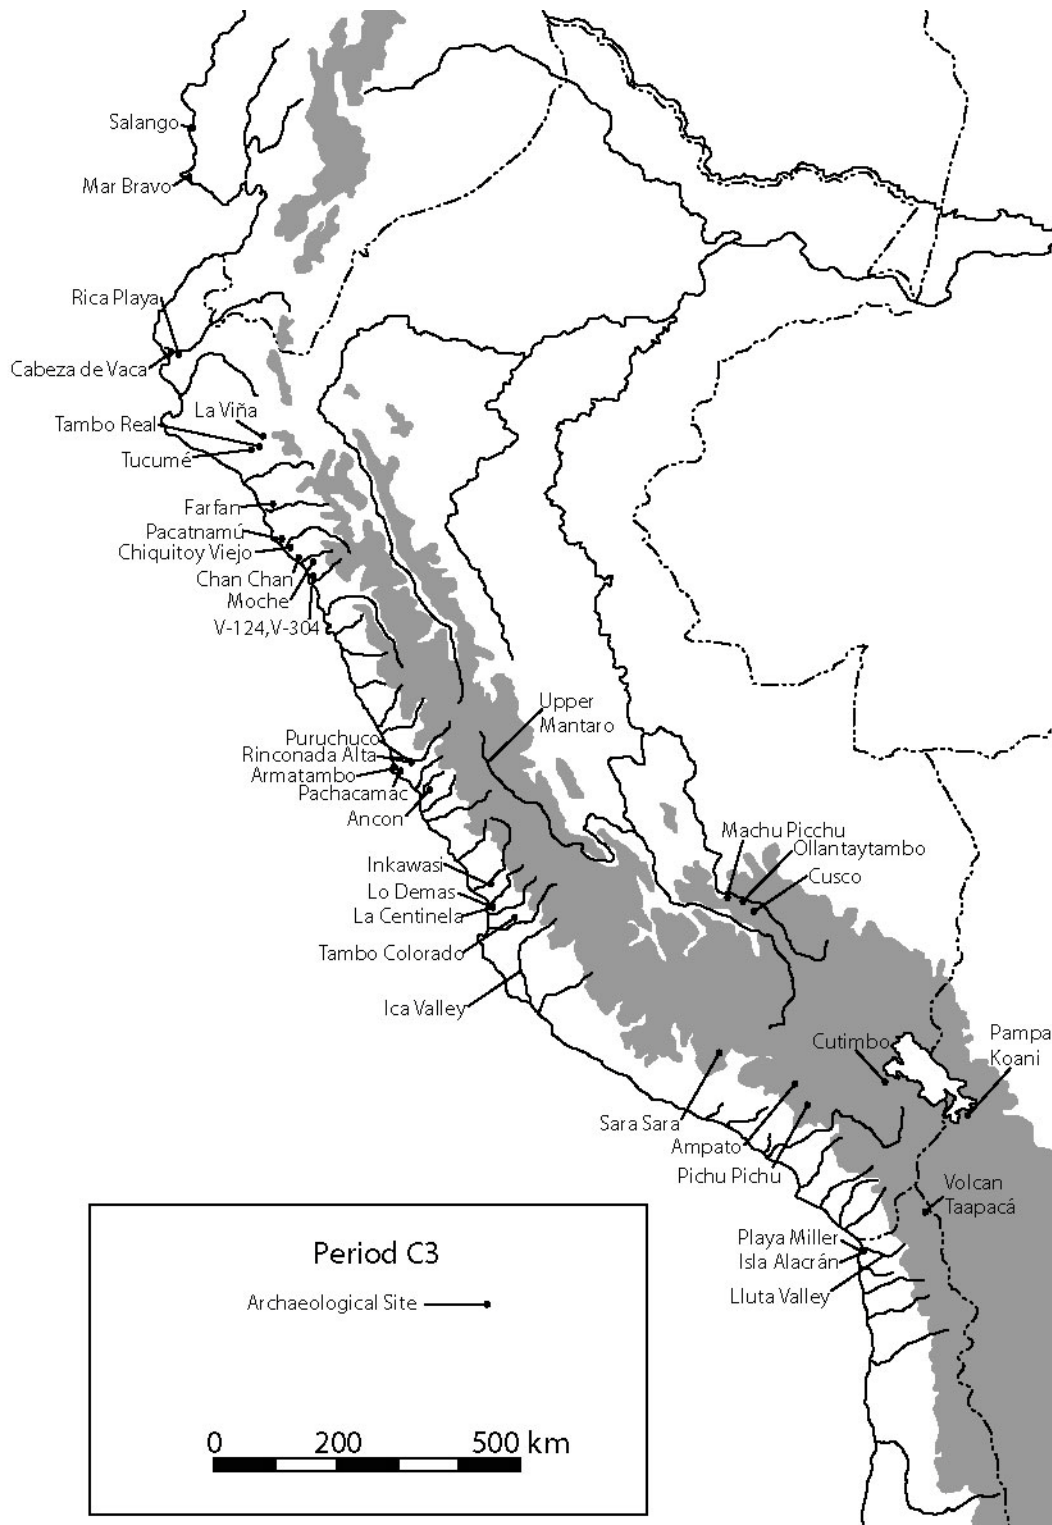 Salango
Mar Bravo
Rica Playa
Cabeza de Vaca
La Viña
Tambo Real
Tucumé
Farfan
Pacatnamú
Chiquitoy Viejo
Chan Chan
Moche
V-124,V-304
Upper
Mantaro
Puruchuco
Rinconada Alta
Armatambo
Pachacamac
Ancon
Machu Picchu
Ollantaytambo
Cusco
Inkawasi
Lo Demas
La Centinela
Tambo Colorado
Ica Valley
Cutimbo
Pampa
Koani
Sara Sara
Ampato
Pichu Pichu
Volcan
Taapacá
Playa Miller
Isla Alacrán
Lluta Valley
Period C3
Archaeological Site
0 200 500 km